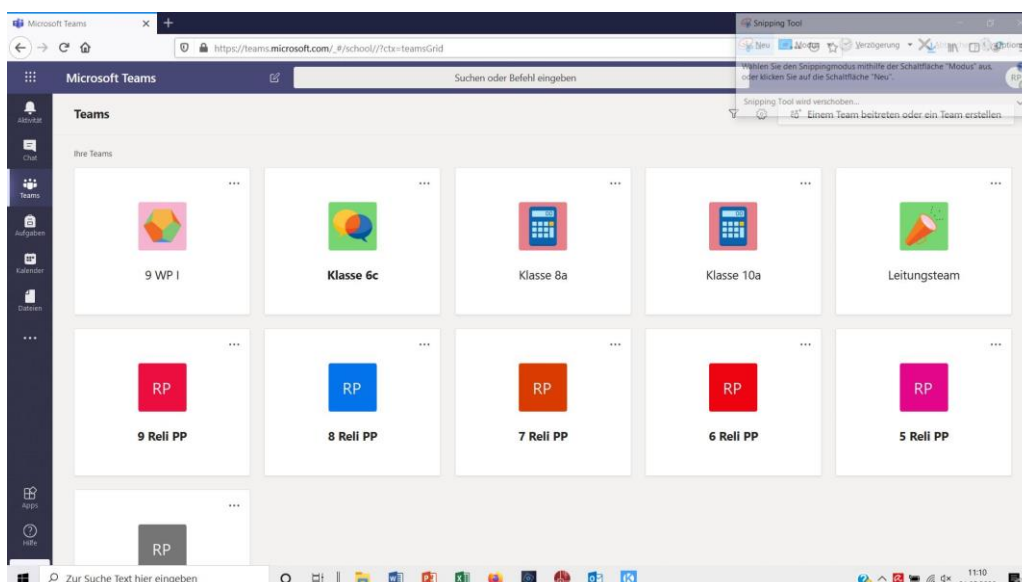 Microsoft Teams
Snipping Tool
https://teams.microsoft.com/_#/school//?ctx=teamsGrid
Neu Modus Verzögerung
Wählen Sie den Snippingmodus mithilfe der Schaltfläche "Modus" aus,
oder klicken Sie auf die Schaltfläche "Neu".
Snipping Tool wird verschoben...
Microsoft Teams
Suchen oder Befehl eingeben
RP
Aktivität
Chat
Teams
Aufgaben
Kalender
Dateien
Apps
Hilfe
Teams
Einem Team beitreten oder ein Team erstellen
Ihre Teams
9 WP I
Klasse 6c
Klasse 8a
Klasse 10a
Leitungsteam
RP
9 Reli PP
RP
8 Reli PP
RP
7 Reli PP
RP
6 Reli PP
RP
5 Reli PP
RP
Zur Suche Text hier eingeben
11:10